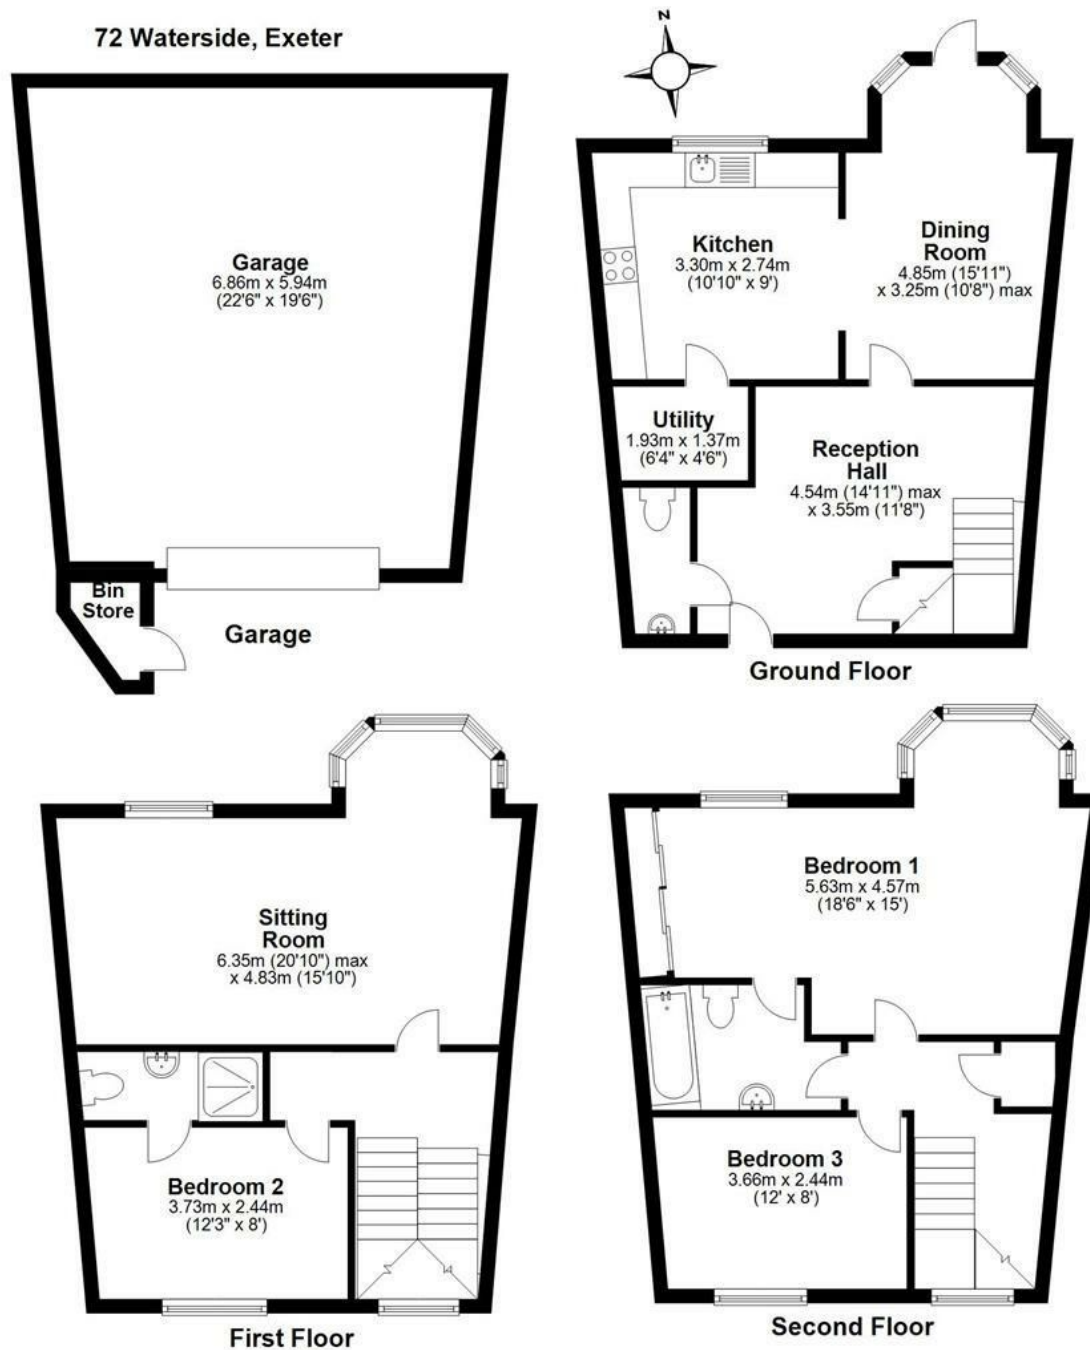 72 Waterside, Exeter
N
Garage
6.86m x 5.94m
(22'6" x 19'6")
Bin
Store
Garage
Kitchen
3.30m x 2.74m
(10'10" x 9')
Dining
Room
4.85m (15'11")
x 3.25m (10'8") max
Utility
1.93m x 1.37m
(6'4" x 4'6")
Reception
Hall
4.54m (14'11") max
x 3.55m (11'8")
Ground Floor
Sitting
Room
6.35m (20'10") max
x 4.83m (15'10")
Bedroom 2
3.73m x 2.44m
(12'3" x 8')
First Floor
Bedroom 1
5.63m x 4.57m
(18'6" x 15')
Bedroom 3
3.66m x 2.44m
(12' x 8')
Second Floor